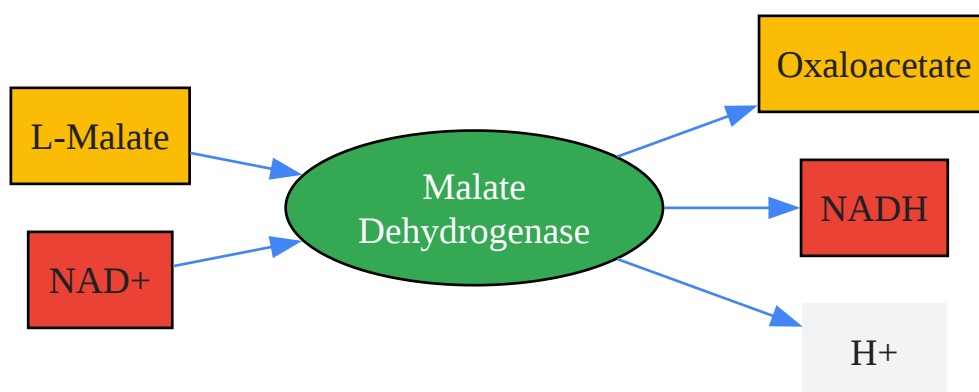 L-Malate
NAD+
Malate
Dehydrogenase
Oxaloacetate
NADH
H+